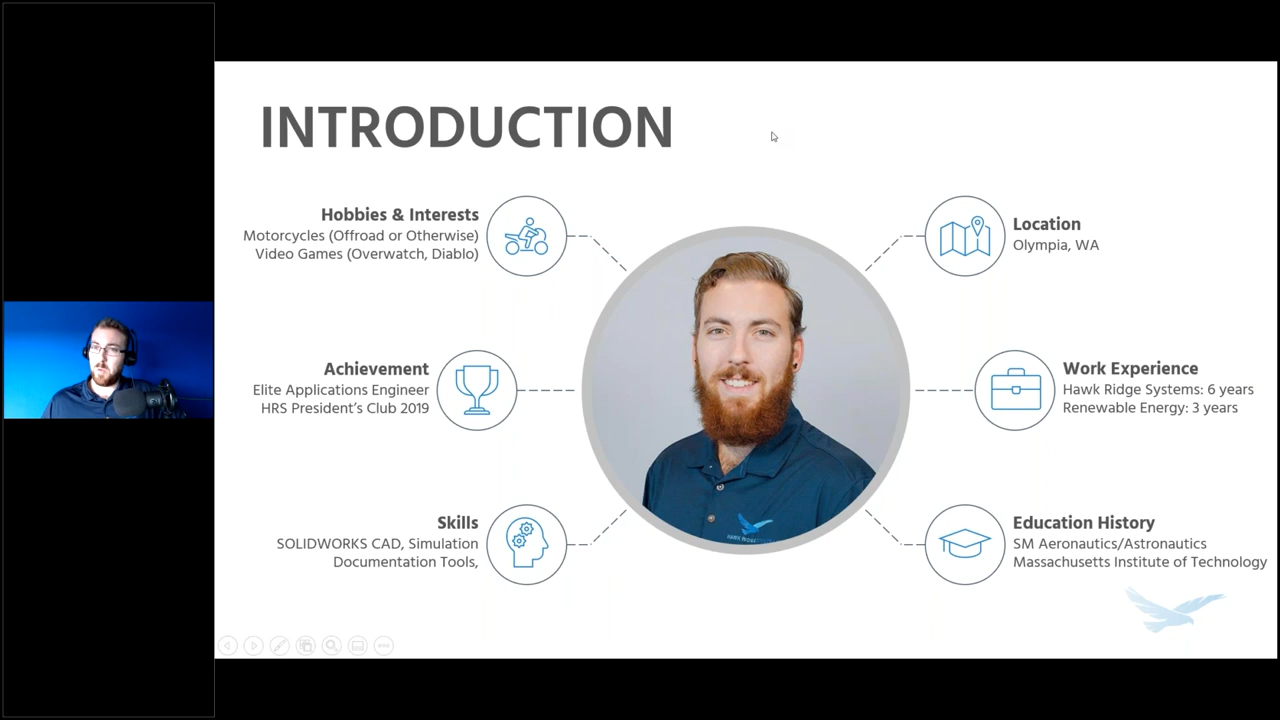 INTRODUCTION
Hobbies & Interests
Motorcycles (Offroad or Otherwise)
Video Games (Overwatch, Diablo)
Location
Olympia, WA
Achievement
Elite Applications Engineer
HRS President's Club 2019
Work Experience
Hawk Ridge Systems: 6 years
Renewable Energy: 3 years
Skills
SOLIDWORKS CAD, Simulation
Documentation Tools,
Education History
SM Aeronautics/Astronautics
Massachusetts Institute of Technology